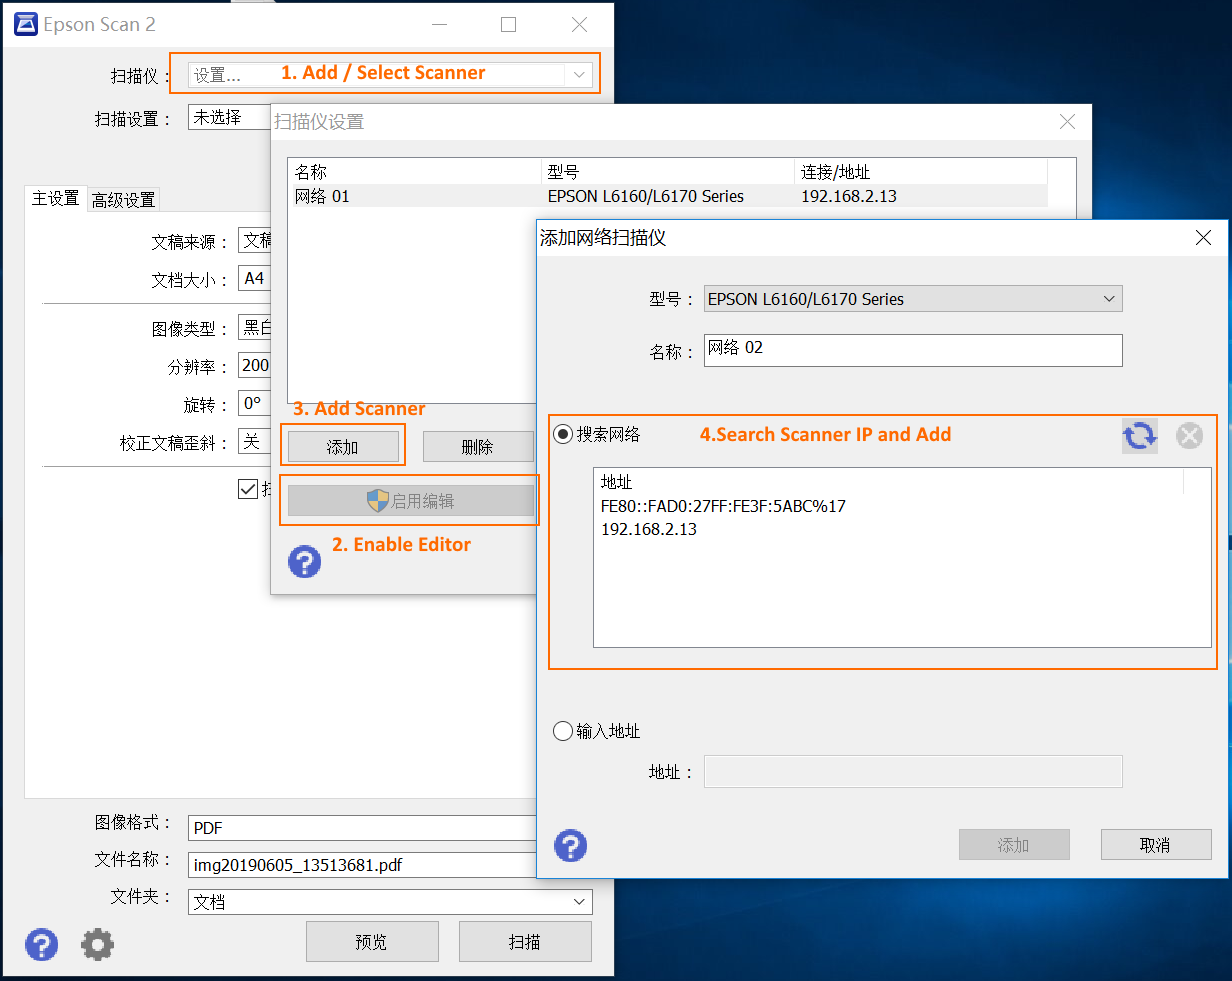 Epson Scan 2
扫描仪：
设置...
1. Add / Select Scanner
扫描设置：
未选择
主设置
高级设置
文稿来源：
文稿
文档大小：
A4
图像类型：
黑白
分辨率：
200
旋转：
0°
校正文稿歪斜：
关
扫描仪设置
名称 型号 连接/地址
网络 01 EPSON L6160/L6170 Series 192.168.2.13
3. Add Scanner
添加
删除
启用编辑
2. Enable Editor
添加网络扫描仪
型号：
EPSON L6160/L6170 Series
名称：
网络 02
搜索网络
4.Search Scanner IP and Add
地址
FE80::FAD0:27FF:FE3F:5ABC%17
192.168.2.13
输入地址
地址：
添加
取消
图像格式：
PDF
文件名称：
img20190605_13513681.pdf
文件夹：
文档
预览
扫描